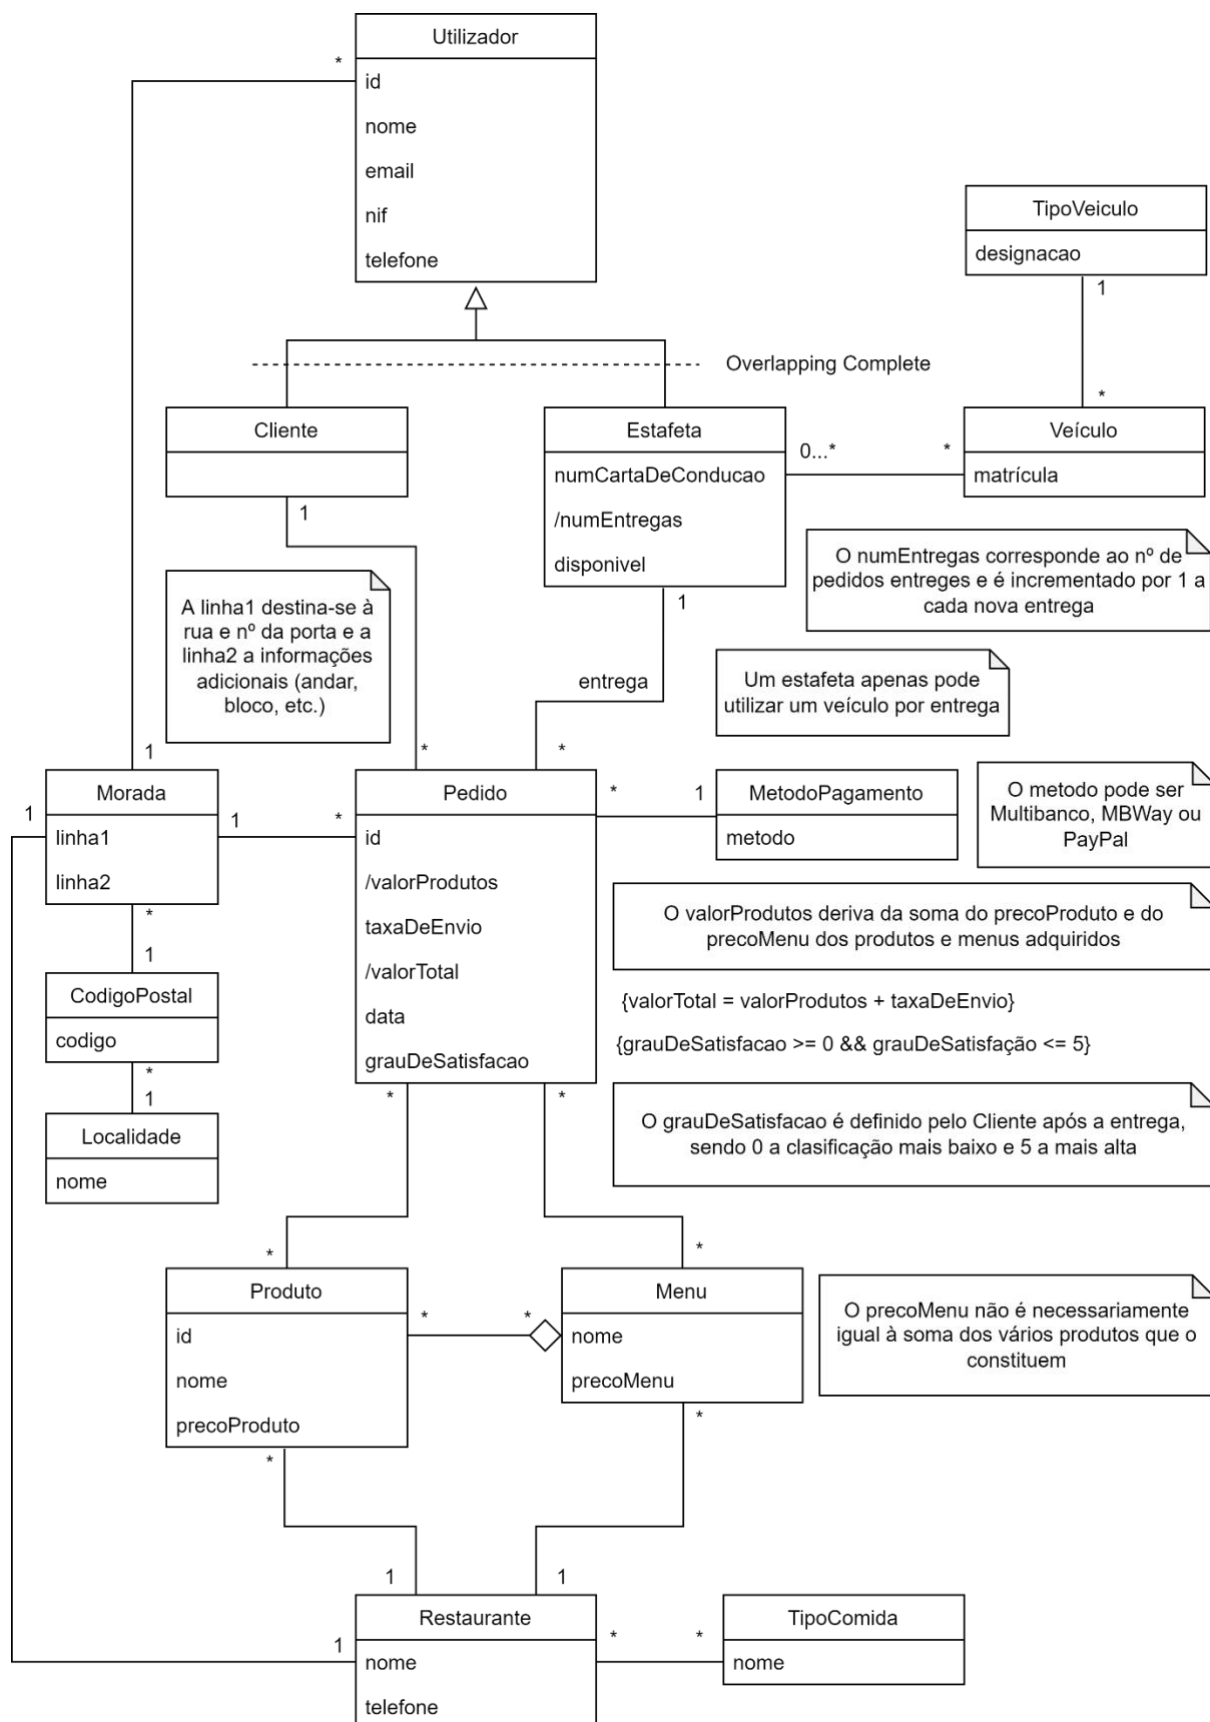 Utilizador
*
id
nome
email
nif
telefone
TipoVeiculo
designacao
1
Overlapping Complete
*
Cliente
1
Estafeta
numCartaDeConducao
/numEntregas
disponivel
0...*
*
Veículo
matrícula
1
O numEntregas corresponde ao nº de
pedidos entreges e é incrementado por 1 a
cada nova entrega
A linha1 destina-se à
rua e nº da porta e a
linha2 a informações
adicionais (andar,
bloco, etc.)
entrega
Um estafeta apenas pode
utilizar um veículo por entrega
1
*
*
Morada
linha1
linha2
1
1
*
Pedido
id
/valorProdutos
taxaDeEnvio
/valorTotal
data
grauDeSatisfacao
*
1
MetodoPagamento
metodo
O metodo pode ser
Multibanco, MBWay ou
PayPal
O valorProdutos deriva da soma do precoProduto e do
precoMenu dos produtos e menus adquiridos
*
1
CodigoPostal
codigo
{valorTotal = valorProdutos + taxaDeEnvio}
{grauDeSatisfacao >= 0 && grauDeSatisfação <= 5}
*
1
Localidade
nome
*
*
O grauDeSatisfacao é definido pelo Cliente após a entrega,
sendo 0 a clasificação mais baixo e 5 a mais alta
*
*
Produto
id
nome
precoProduto
*
*
Menu
nome
precoMenu
O precoMenu não é necessariamente
igual à soma dos vários produtos que o
constituem
*
*
1
1
1
Restaurante
nome
telefone
*
*
TipoComida
nome